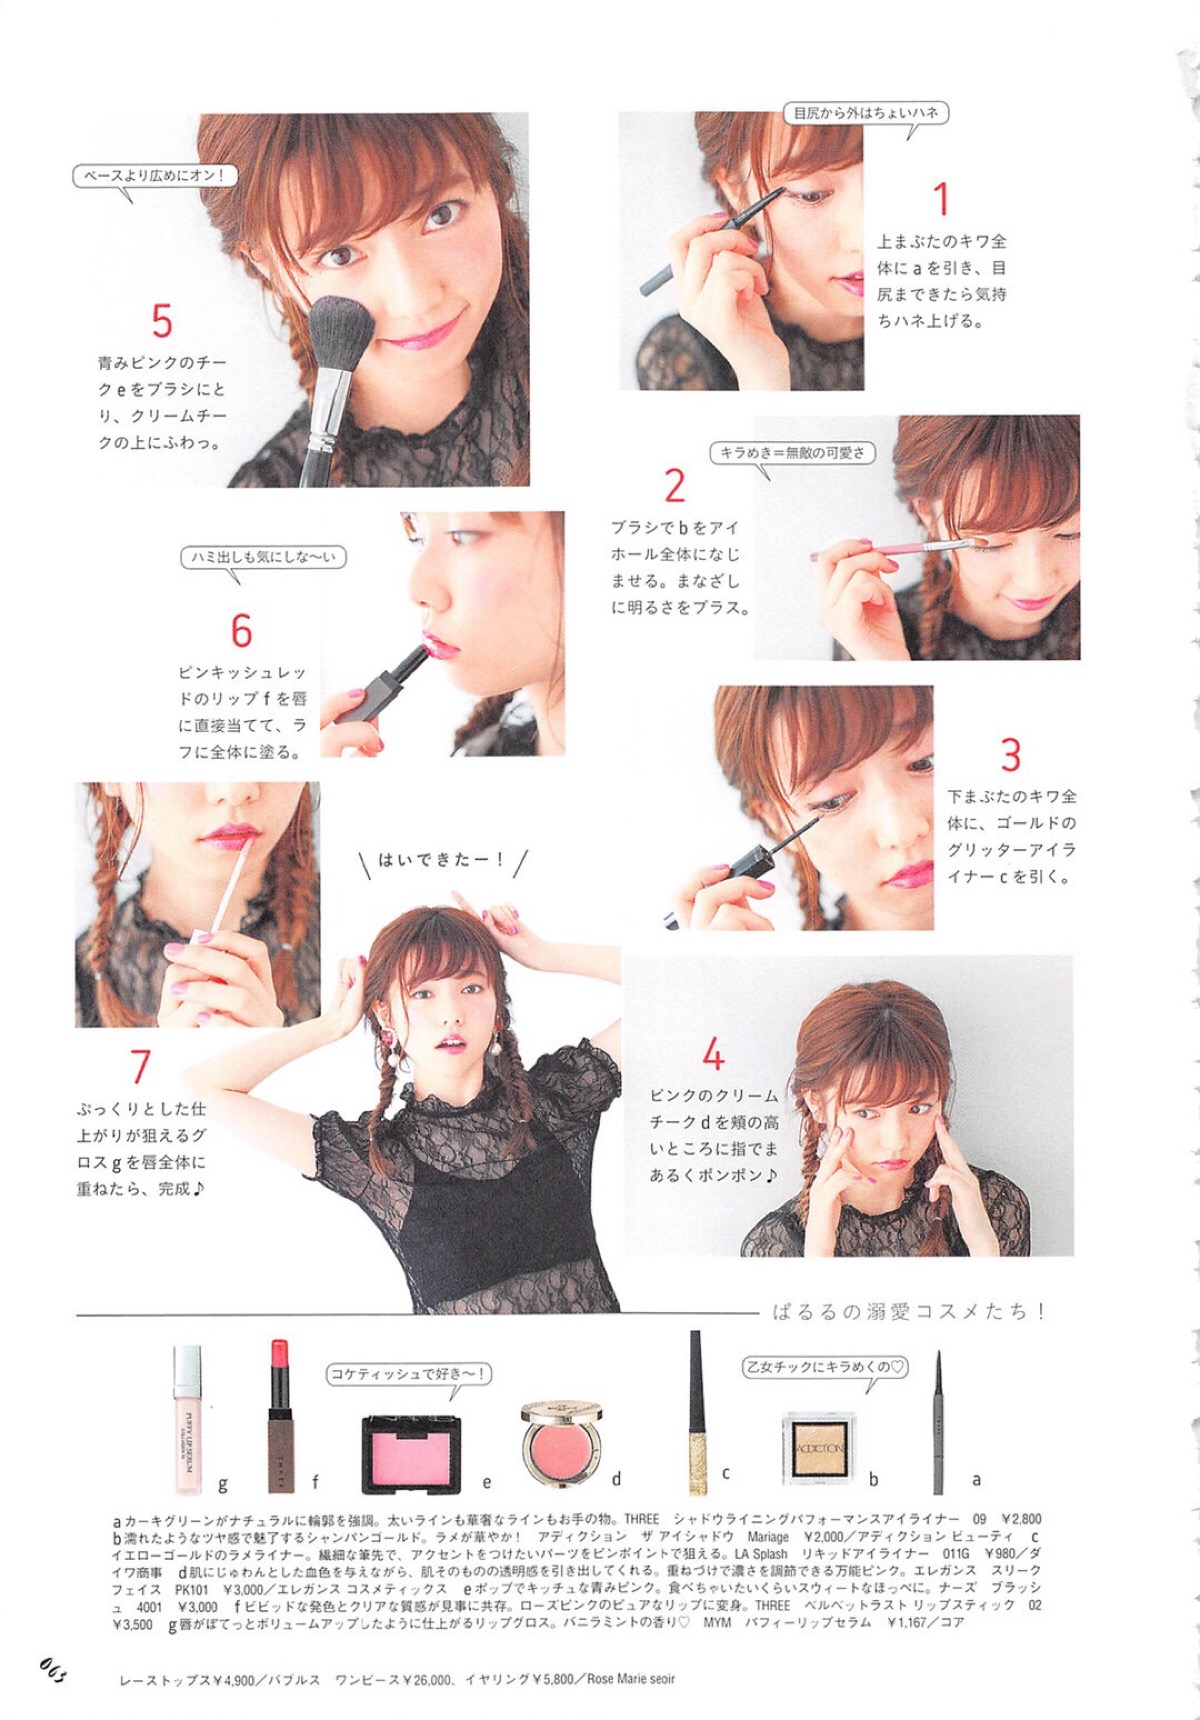 目尻から外はちょいハネ
1
上まぶたのキワ全
体にaを引き、目
尻まできたら気持
ちハネ上げる。
キラめき＝無敵の可愛さ
2
ブラシでbをアイ
ホール全体になじ
ませる。まなざし
に明るさをプラス。
3
下まぶたのキワ全
体に、ゴールドの
グリッターアイラ
イナーcを引く。
4
ピンクのクリーム
チークdを頬の高
いところに指でま
あるくポンポン♪
ベースより広めにオン！
5
青みピンクのチー
クeをブラシにと
り、クリームチー
クの上にふわっ。
ハミ出しも気にしな〜い
6
ピンキッシュレッ
ドのリップfを唇
に直接当てて、ラ
フに全体に塗る。
7
ぷっくりとした仕
上がりが狙えるグ
ロスgを唇全体に
重ねたら、完成♪
はいできたー！
ぱるるの溺愛コスメたち！
コケティッシュで好き〜！
乙女チックにキラめくの♡
PUFFY LIP SERUM
THREE
ADDICTION
g
f
e
d
c
b
a
aカーキグリーンがナチュラルに輪郭を強調。太いラインも華奢なラインもお手の物。THREE　シャドウライニングパフォーマンスアイライナー　09　￥2,800
b濡れたようなツヤ感で魅了するシャンパンゴールド。ラメが華やか！　アディクション　ザ アイシャドウ　Mariage　￥2,000／アディクション ビューティ　c
イエローゴールドのラメライナー。繊細な筆先で、アクセントをつけたいパーツをピンポイントで狙える。LA Splash　リキッドアイライナー　011G　￥980／ダ
イワ商事　d肌にじゅわんとした血色を与えながら、肌そのものの透明感を引き出してくれる。重ねづけで濃さを調節できる万能ピンク。エレガンス　スリーク
フェイス　PK101　￥3,000／エレガンス コスメティックス　eポップでキッチュな青みピンク。食べちゃいたいくらいスウィートなほっぺに。ナーズ　ブラッシ
ュ　4001　￥3,000　fビビッドな発色とクリアな質感が見事に共存。ローズピンクのピュアなリップに変身。THREE　ベルベットラスト リップスティック　02
￥3,500　g唇がぽてっとボリュームアップしたように仕上がるリップグロス。バニラミントの香り♡　MYM　パフィーリップセラム　￥1,167／コア
063
レーストップス￥4,900／バブルス　ワンピース￥26,000、イヤリング￥5,800／Rose Marie seoir